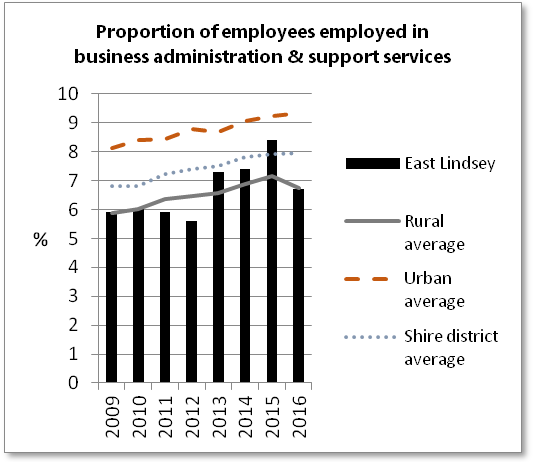 Proportion of employees employed in
business administration & support services
10
9
8
7
6
5
4
3
2
1
0
%
2009
2010
2011
2012
2013
2014
2015
2016
East Lindsey
Rural
average
Urban
average
Shire district
average